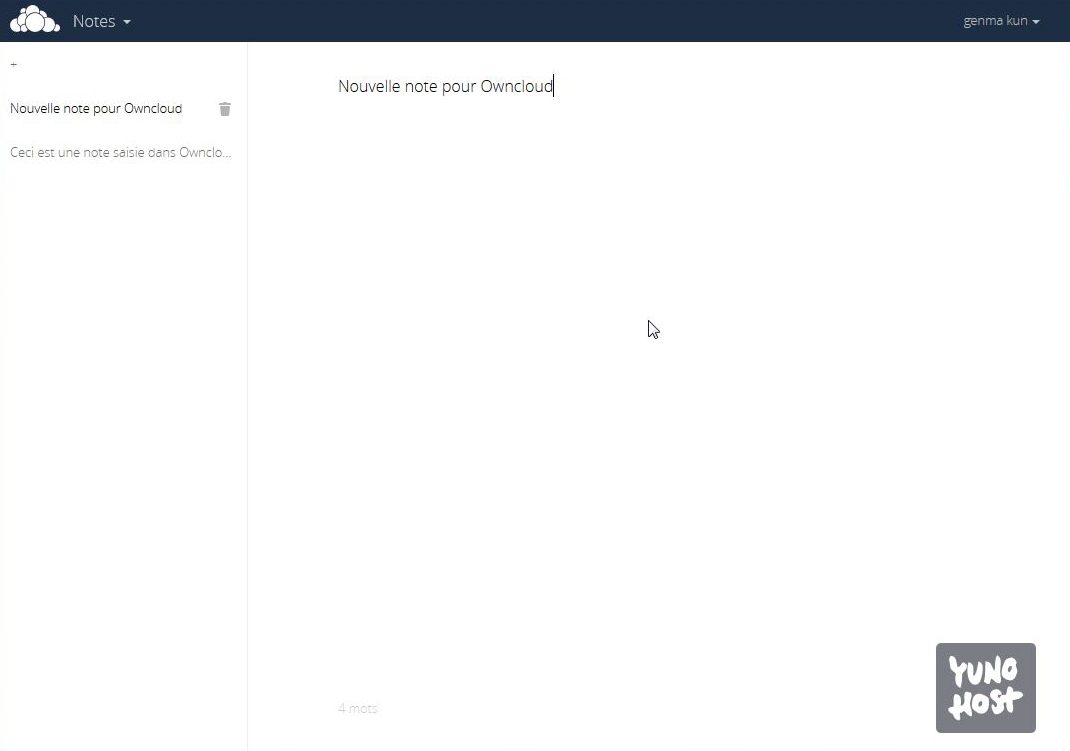 Notes
genma kun
+
Nouvelle note pour Owncloud
Ceci est une note saisie dans Ownclo...
Nouvelle note pour Owncloud
4 mots
YUNO
HOST